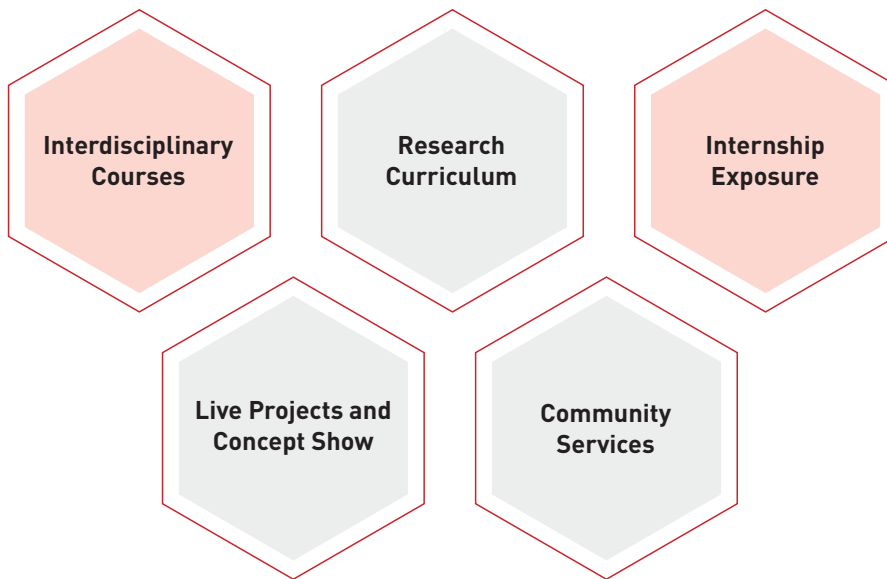 Interdisciplinary
Courses
Research
Curriculum
Internship
Exposure
Live Projects and
Concept Show
Community
Services